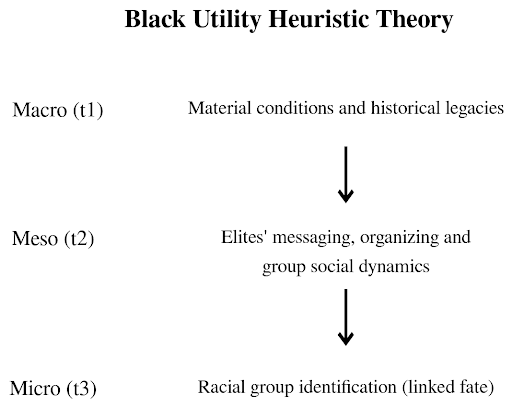 Black Utility Heuristic Theory
Macro (t1) Material conditions and historical legacies
Meso (t2) Elites' messaging, organizing and
group social dynamics
Micro (t3) Racial group identification (linked fate)